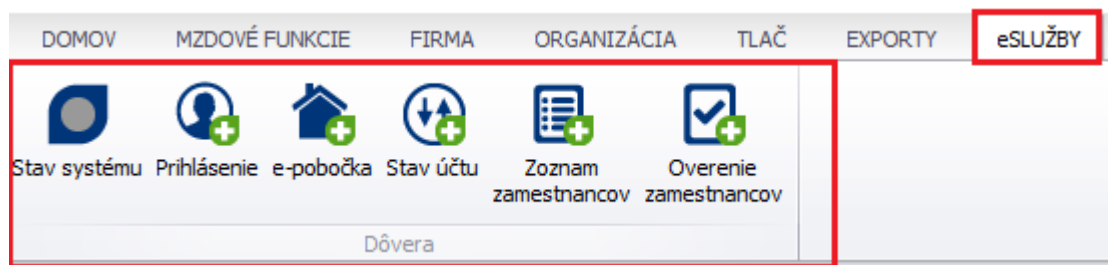 DOMOV MZDOVÉ FUNKCIE FIRMA ORGANIZÁCIA TLAČ EXPORTY eSLUŽBY
Stav systému Prihlásenie e-pobočka Stav účtu Zoznam Overenie
zamestnancov zamestnancov
Dôvera